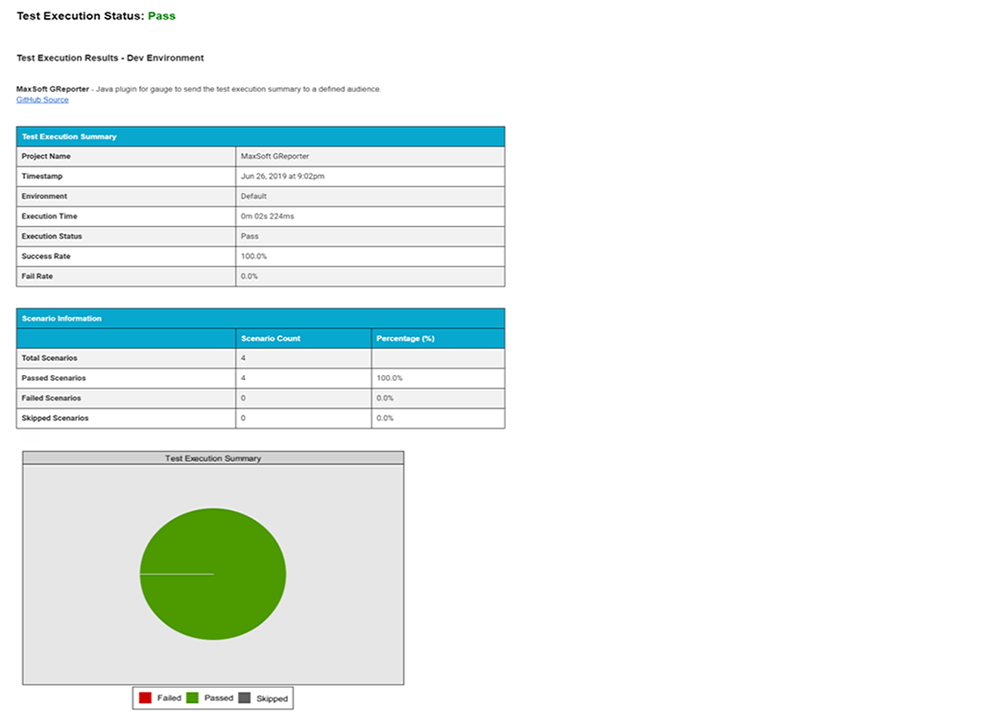 Test Execution Status: Pass
Test Execution Results - Dev Environment
MaxSoft GReporter - Java plugin for gauge to send the test execution summary to a defined audience.
GitHub Source
Test Execution Summary
Project Name MaxSoft GReporter
Timestamp Jun 26, 2019 at 9:02pm
Environment Default
Execution Time 0m 02s 224ms
Execution Status Pass
Success Rate 100.0%
Fail Rate 0.0%
Scenario Information
Scenario Count Percentage (%)
Total Scenarios 4
Passed Scenarios 4 100.0%
Failed Scenarios 0 0.0%
Skipped Scenarios 0 0.0%
Test Execution Summary
Failed Passed Skipped